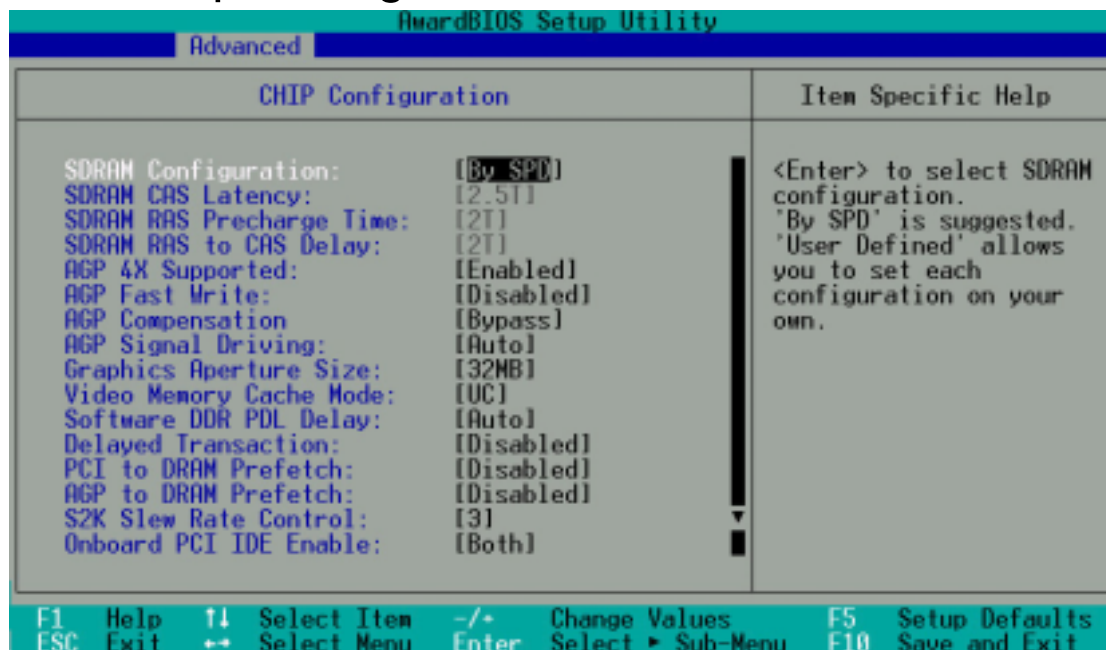 AwardBIOS Setup Utility
Advanced
CHIP Configuration
Item Specific Help
SDRAM Configuration: [By SPD]
SDRAM CAS Latency: [2.5T]
SDRAM RAS Precharge Time: [2T]
SDRAM RAS to CAS Delay: [2T]
AGP 4X Supported: [Enabled]
AGP Fast Write: [Disabled]
AGP Compensation [Bypass]
AGP Signal Driving: [Auto]
Graphics Aperture Size: [32MB]
Video Memory Cache Mode: [UC]
Software DDR PDL Delay: [Auto]
Delayed Transaction: [Disabled]
PCI to DRAM Prefetch: [Disabled]
AGP to DRAM Prefetch: [Disabled]
S2K Slew Rate Control: [3]
Onboard PCI IDE Enable: [Both]
<Enter> to select SDRAM
configuration.
'By SPD' is suggested.
'User Defined' allows
you to set each
configuration on your
own.
F1 Help ↑↓ Select Item -/+ Change Values F5 Setup Defaults
ESC Exit ↔ Select Menu Enter Select ► Sub-Menu F10 Save and Exit